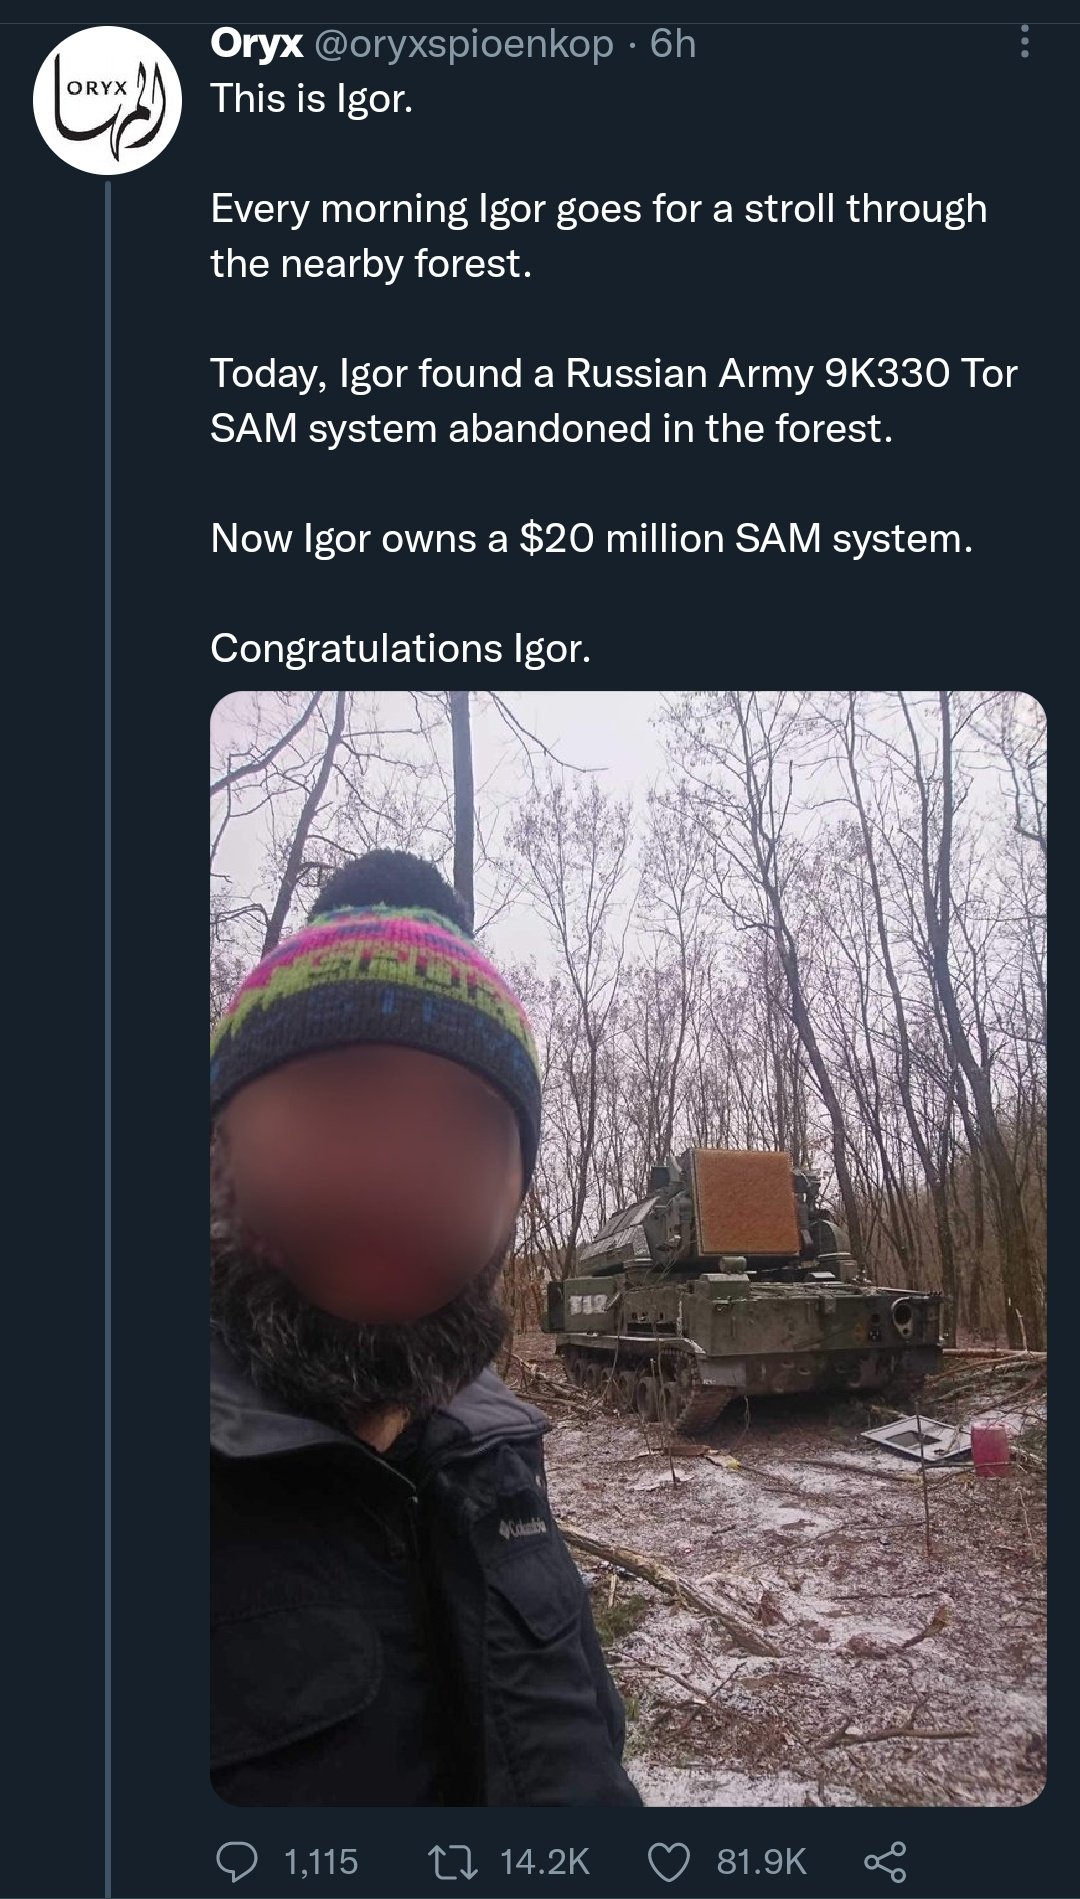 Oryx @oryxspioenkop · 6h
ORYX
المها
This is Igor.
Every morning Igor goes for a stroll through
the nearby forest.
Today, Igor found a Russian Army 9K330 Tor
SAM system abandoned in the forest.
Now Igor owns a $20 million SAM system.
Congratulations Igor.
Columbia
1,115 14.2K 81.9K